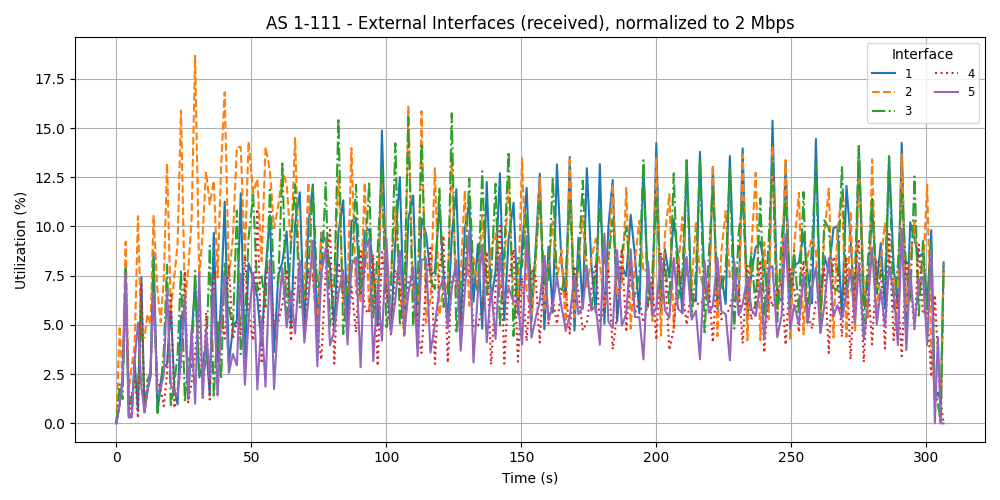 AS 1-111 - External Interfaces (received), normalized to 2 Mbps
Utilization (%)
17.5
15.0
12.5
10.0
7.5
5.0
2.5
0.0
0 50 100 150 200 250 300
Time (s)
Interface
1 4
2 5
3